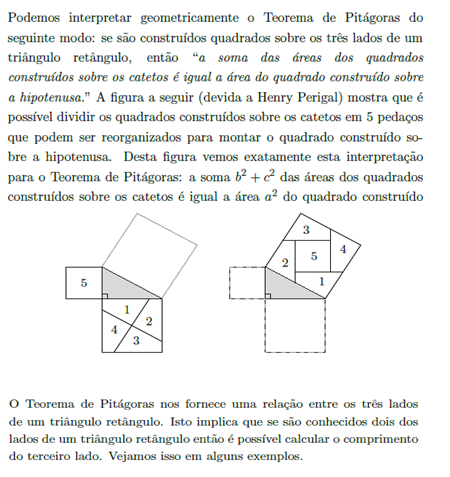 Podemos interpretar geometricamente o Teorema de Pitágoras do
seguinte modo: se são construídos quadrados sobre os três lados de um
triângulo retângulo, então “a soma das áreas dos quadrados
construídos sobre os catetos é igual a área do quadrado construído sobre
a hipotenusa.” A figura a seguir (devida a Henry Perigal) mostra que é
possível dividir os quadrados construídos sobre os catetos em 5 pedaços
que podem ser reorganizados para montar o quadrado construído so-
bre a hipotenusa. Desta figura vemos exatamente esta interpretação
para o Teorema de Pitágoras: a soma b² + c² das áreas dos quadrados
construídos sobre os catetos é igual a área a² do quadrado construído
5
1
2
4
3
3
4
5
2
1
O Teorema de Pitágoras nos fornece uma relação entre os três lados
de um triângulo retângulo. Isto implica que se são conhecidos dois dos
lados de um triângulo retângulo então é possível calcular o comprimento
do terceiro lado. Vejamos isso em alguns exemplos.